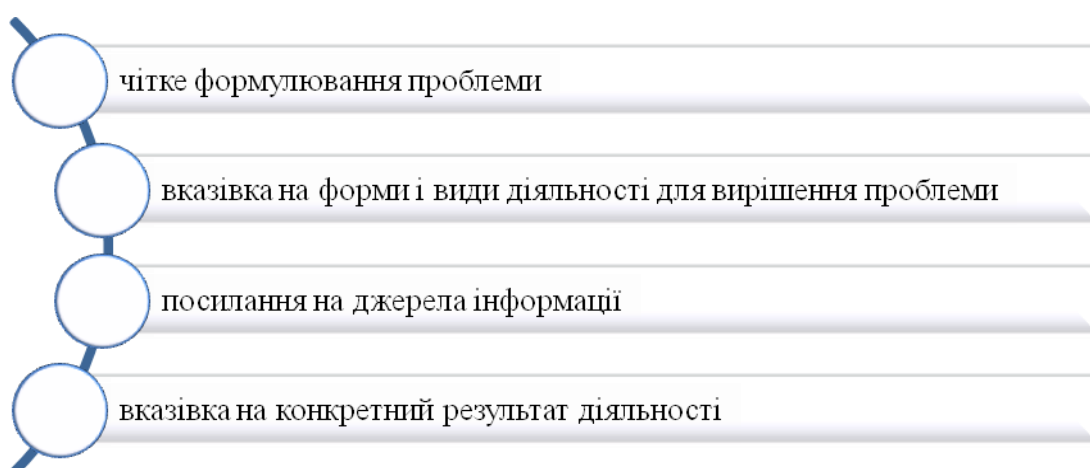 чітке формулювання проблеми
вказівка на форми і види діяльності для вирішення проблеми
посилання на джерела інформації
вказівка на конкретний результат діяльності